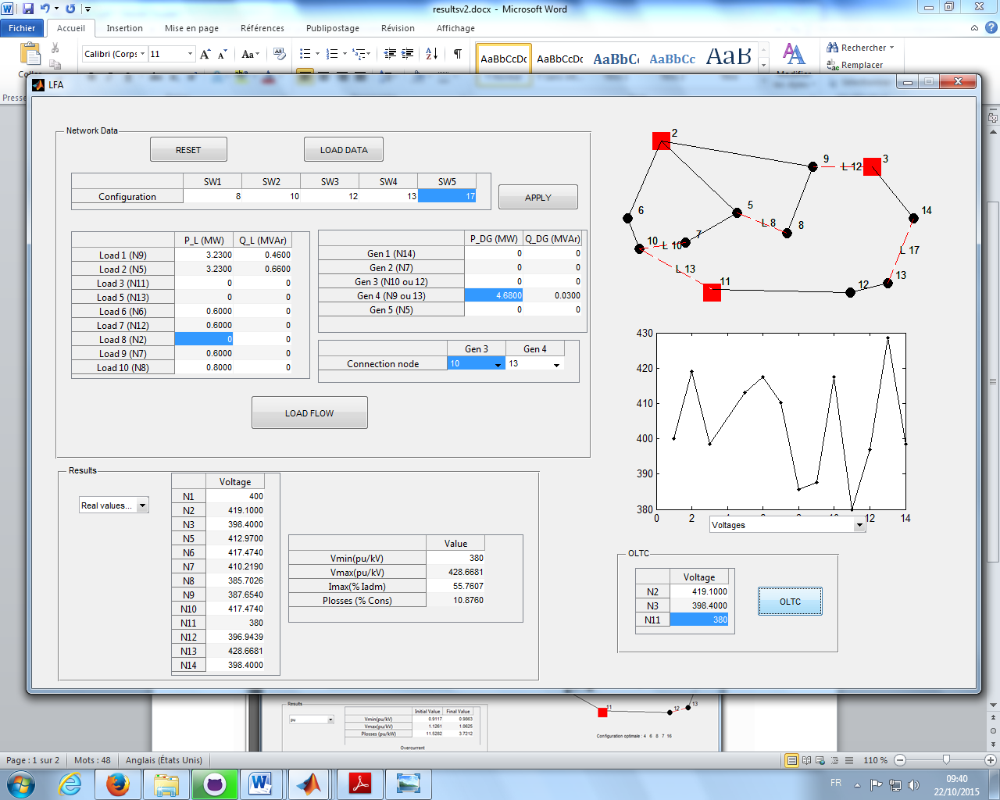 resultsv2.docx - Microsoft Word
Fichier Accueil Insertion Mise en page Références Publipostage Révision Affichage
Calibri (Corps 11 AaBbCcDc AaBbCcDc AaBbCc AaBbCc AaB Rechercher
Remplacer
LFA
Network Data
RESET LOAD DATA
SW1 SW2 SW3 SW4 SW5
Configuration 8 10 12 13 17
APPLY
P_L (MW) Q_L (MVAr)
Load 1 (N9) 3.2300 0.4600
Load 2 (N5) 3.2300 0.6600
Load 3 (N11) 0 0
Load 5 (N13) 0 0
Load 6 (N6) 0.6000 0
Load 7 (N12) 0.6000 0
Load 8 (N2) 0 0
Load 9 (N7) 0.6000 0
Load 10 (N8) 0.8000 0
P_DG (MW) Q_DG (MVAr)
Gen 1 (N14) 0 0
Gen 2 (N7) 0 0
Gen 3 (N10 ou 12) 0 0
Gen 4 (N9 ou 13) 4.6800 0.0300
Gen 5 (N5) 0 0
Gen 3 Gen 4
Connection node 10 13
LOAD FLOW
2
9 L 12 3
6 5 14
L 8 8
10 L 10 7
L 13 L 17
11 12 13
430
420
410
400
390
380
0 2 12 14
Voltages
Results
Real values...
Voltage
N1 400
N2 419.1000
N3 398.4000
N5 412.9700
N6 417.4740
N7 410.2190
N8 385.7026
N9 387.6540
N10 417.4740
N11 380
N12 396.9439
N13 428.6681
N14 398.4000
Value
Vmin(pu/kV) 380
Vmax(pu/kV) 428.6681
Imax(% Iadm) 55.7607
Plosses (% Cons) 10.8760
OLTC
Voltage
N2 419.1000
N3 398.4000
N11 380
OLTC
Results
pu
Initial Value Final Value
Vmin(pu/kV) 0.9117 0.9863
Vmax(pu/kV) 1.1261 1.0625
Plosses (pu/kW) 11.5282 3.7212
Overcurrent
11 12 13
Configuration optimale : 4 6 8 7 16
Page : 1 sur 2 Mots : 48 Anglais (États Unis) 110 %
FR 09:40
22/10/2015